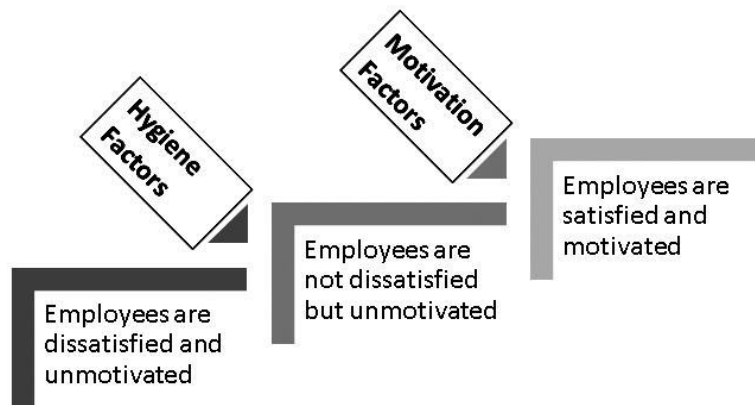 Hygiene
Factors
Motivation
Factors
Employees are
dissatisfied and
unmotivated
Employees are
not dissatisfied
but unmotivated
Employees are
satisfied and
motivated